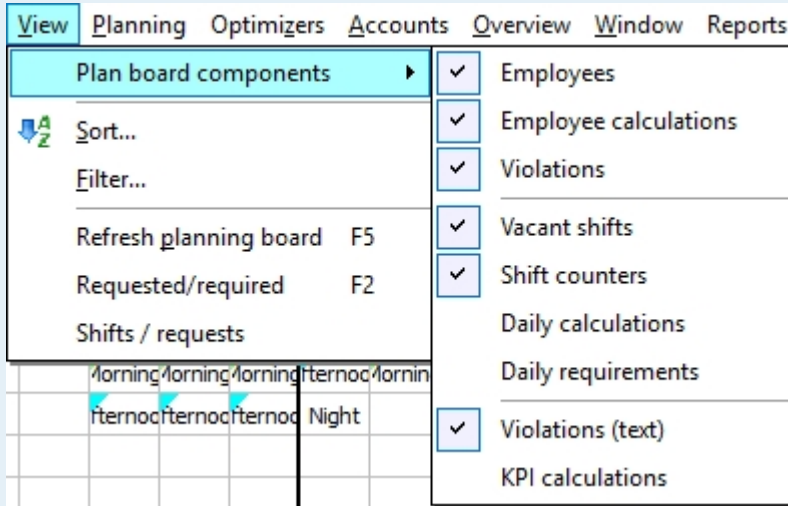 View Planning Optimizers Accounts Overview Window Reports
Plan board components
Sort...
Filter...
Refresh planning board F5
Requested/required F2
Shifts / requests
Employees
Employee calculations
Violations
Vacant shifts
Shift counters
Daily calculations
Daily requirements
Violations (text)
KPI calculations
Night